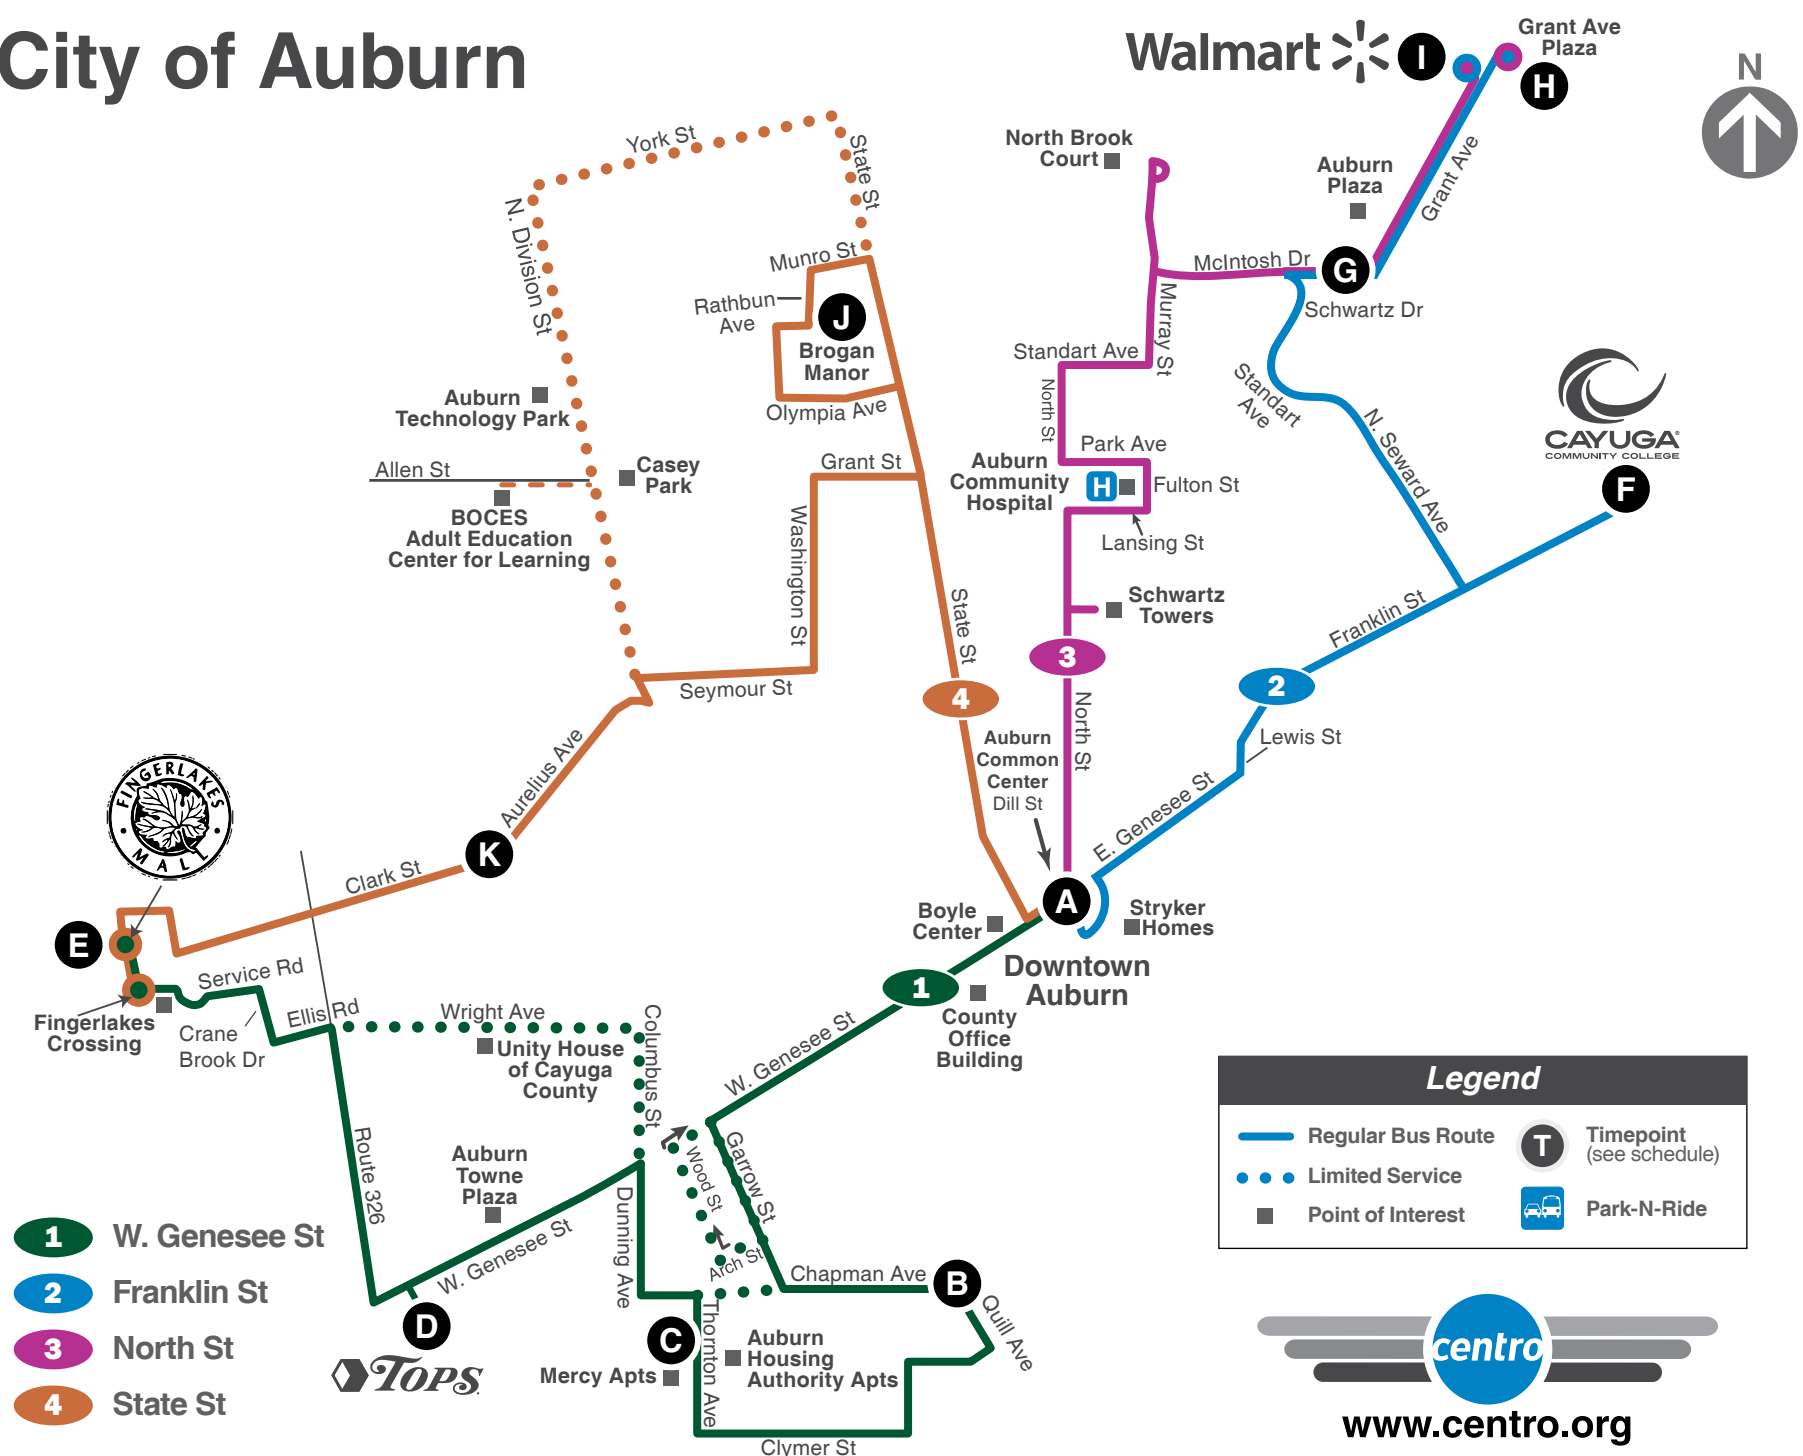 City of Auburn
Walmart
I
Grant Ave
Plaza
H
N
York St
State St
North Brook
Court
Auburn
Plaza
Grant Ave
N. Division St
Munro St
McIntosh Dr
G
Schwartz Dr
Rathbun
Ave
J
Brogan
Manor
Murray St
Standart Ave
Standart
Ave
Olympia Ave
North St
N. Seward Ave
CAYUGA
COMMUNITY COLLEGE
F
Auburn
Technology Park
Allen St
Casey
Park
Grant St
Park Ave
Auburn
Community
Hospital
H
Fulton St
Lansing St
BOCES
Adult Education
Center for Learning
Washington St
State St
Schwartz
Towers
Franklin St
3
2
4
Seymour St
North St
Lewis St
Auburn
Common
Center
Dill St
E. Genesee St
FINGERLAKES
MALL
Aurelius Ave
K
Clark St
A
Boyle
Center
Stryker
Homes
Downtown
Auburn
E
Service Rd
1
County
Office
Building
Fingerlakes
Crossing
Crane
Brook Dr
Ellis Rd
Wright Ave
Columbus St
Unity House
of Cayuga
County
W. Genesee St
Route 326
Auburn
Towne
Plaza
Wood St
Garrow St
Arch St
Dunning Ave
W. Genesee St
Chapman Ave
B
Quill Ave
D
TOPS
C
Mercy Apts
Thornton Ave
Auburn
Housing
Authority Apts
Clymer St
1 W. Genesee St
2 Franklin St
3 North St
4 State St
Legend
Regular Bus Route
Limited Service
Point of Interest
T
Timepoint
(see schedule)
Park-N-Ride
centro
www.centro.org